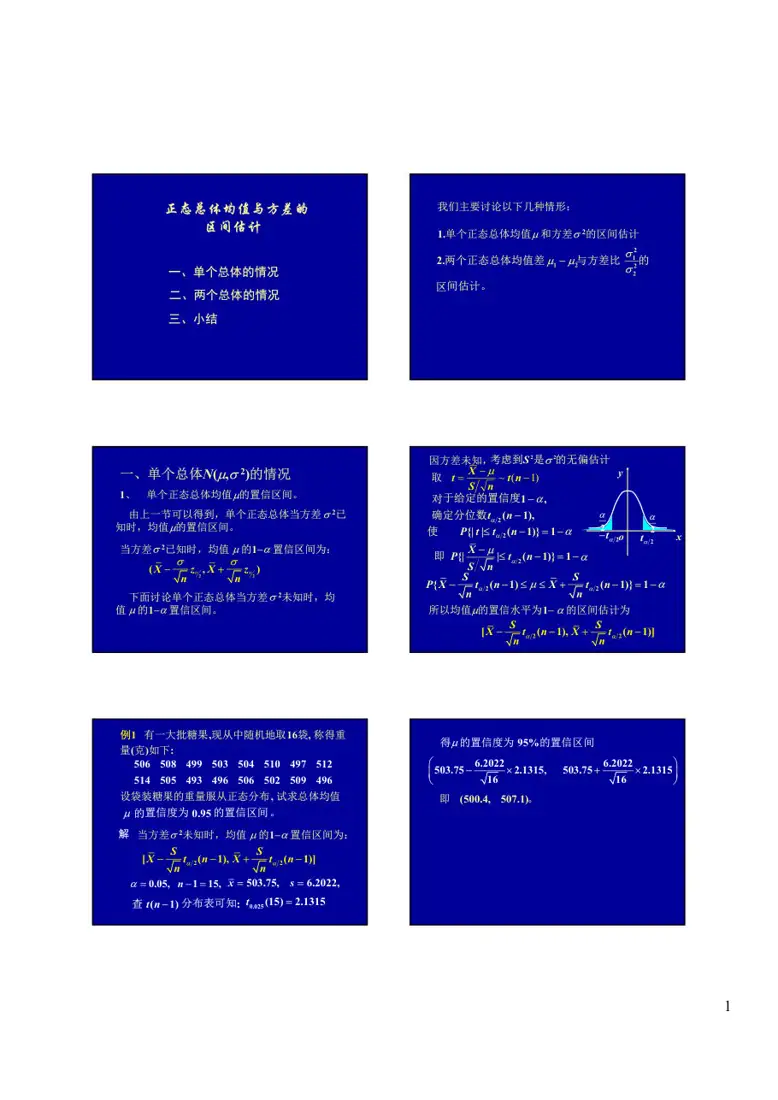 正态总体均值与方差的
区间估计
一、单个总体的情况
二、两个总体的情况
三、小结
我们主要讨论以下几种情形:
1.单个正态总体均值μ和方差σ²的区间估计
2.两个正态总体均值差 μ₁ − μ₂与方差比 σ₁²/σ₂² 的
区间估计。
一、单个总体N(μ,σ²)的情况
1、 单个正态总体均值μ的置信区间。
由上一节可以得到，单个正态总体当方差σ²已
知时，均值μ的置信区间。
当方差σ²已知时，均值 μ 的1−α 置信区间为:
(X̄ − σ/√n z_{α/2}, X̄ + σ/√n z_{α/2})
下面讨论单个正态总体当方差σ²未知时，均
值 μ 的1−α 置信区间。
因方差未知，考虑到S²是σ²的无偏估计
取 t = (X̄ − μ)/(S/√n) ~ t(n − 1)
对于给定的置信度1 − α,
确定分位数t_{α/2}(n − 1),
使 P{| t |≤ t_{α/2}(n − 1)} = 1 − α
即 P{| (X̄ − μ)/(S/√n) |≤ t_{α/2}(n − 1)} = 1 − α
y
α/2 α/2
−t_{α/2} o t_{α/2} x
P{X̄ − S/√n t_{α/2}(n − 1) ≤ μ ≤ X̄ + S/√n t_{α/2}(n − 1)} = 1 − α
所以均值μ的置信水平为1− α 的区间估计为
[X̄ − S/√n t_{α/2}(n − 1), X̄ + S/√n t_{α/2}(n − 1)]
例1 有一大批糖果,现从中随机地取16袋, 称得重
量(克)如下:
506 508 499 503 504 510 497 512
514 505 493 496 506 502 509 496
设袋装糖果的重量服从正态分布, 试求总体均值
μ 的置信度为 0.95 的置信区间。
解 当方差σ²未知时，均值 μ 的1−α 置信区间为:
[X̄ − S/√n t_{α/2}(n − 1), X̄ + S/√n t_{α/2}(n − 1)]
α = 0.05, n − 1 = 15, x̄ = 503.75, s = 6.2022,
查 t(n − 1) 分布表可知: t_{0.025}(15) = 2.1315
得μ的置信度为 95%的置信区间
(503.75 − 6.2022/√16 × 2.1315, 503.75 + 6.2022/√16 × 2.1315)
即 (500.4, 507.1)。
1